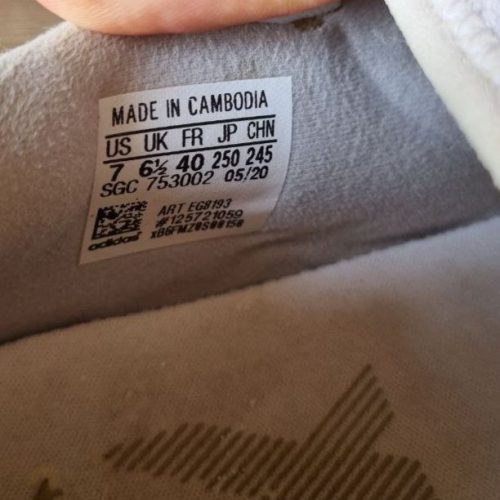 MADE IN CAMBODIA
US UK FR JP CHN
7 6½ 40 250 245
SGC 753002 05/20
ART EG8193
#125721059
xB6FMZ0S00150
adidas